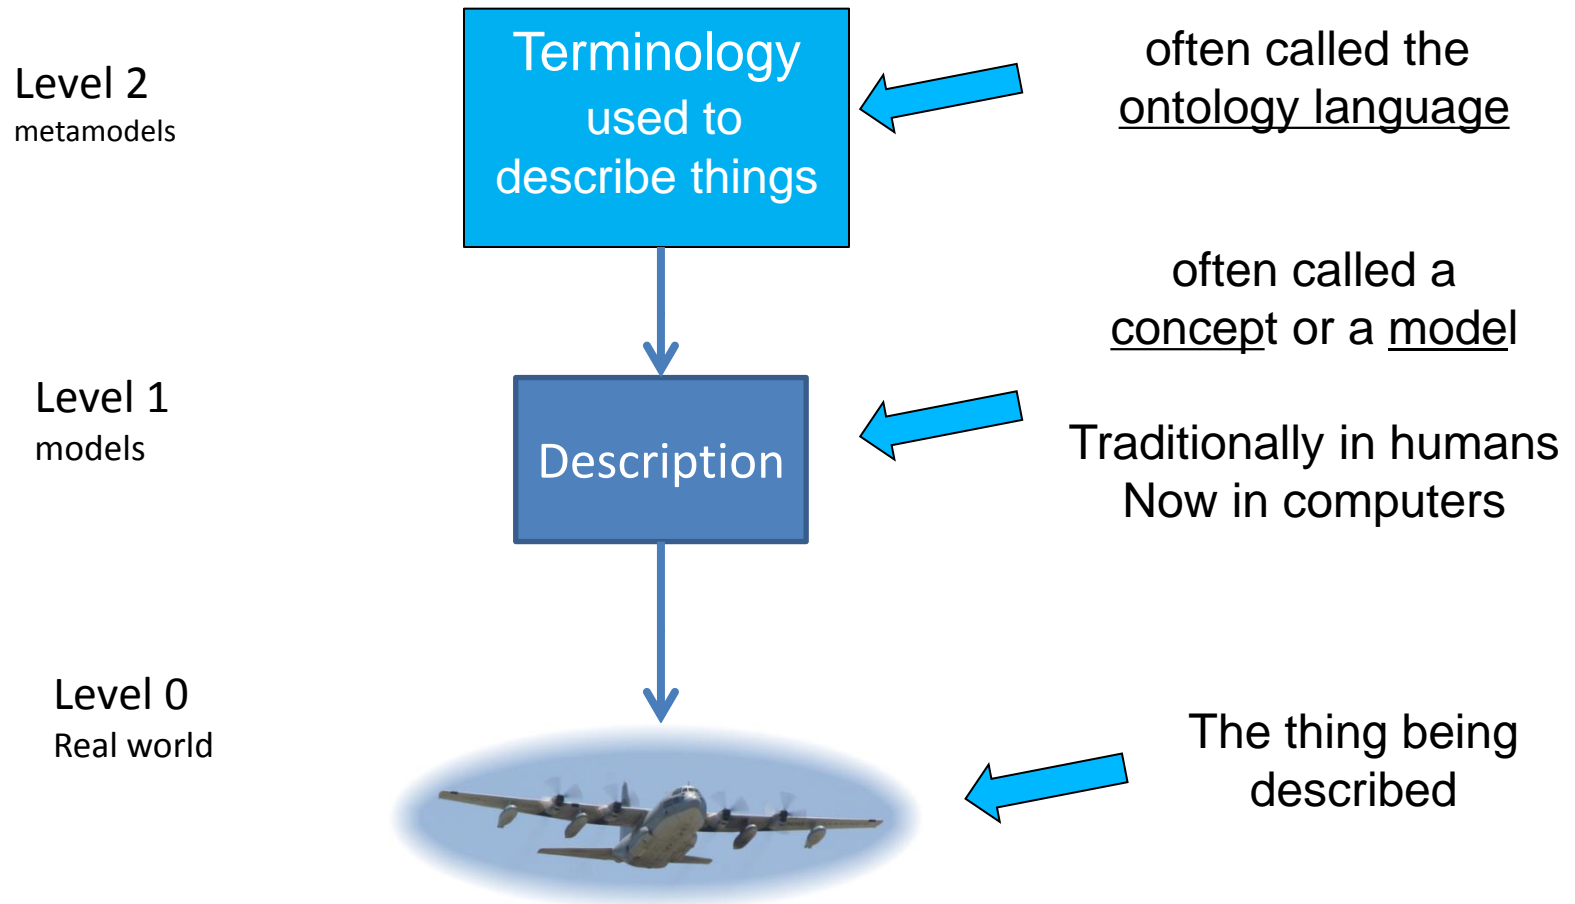 Level 2
metamodels
Terminology
used to
describe things
often called the
ontology language
often called a
concept or a model
Level 1
models
Description
Traditionally in humans
Now in computers
Level 0
Real world
The thing being
described